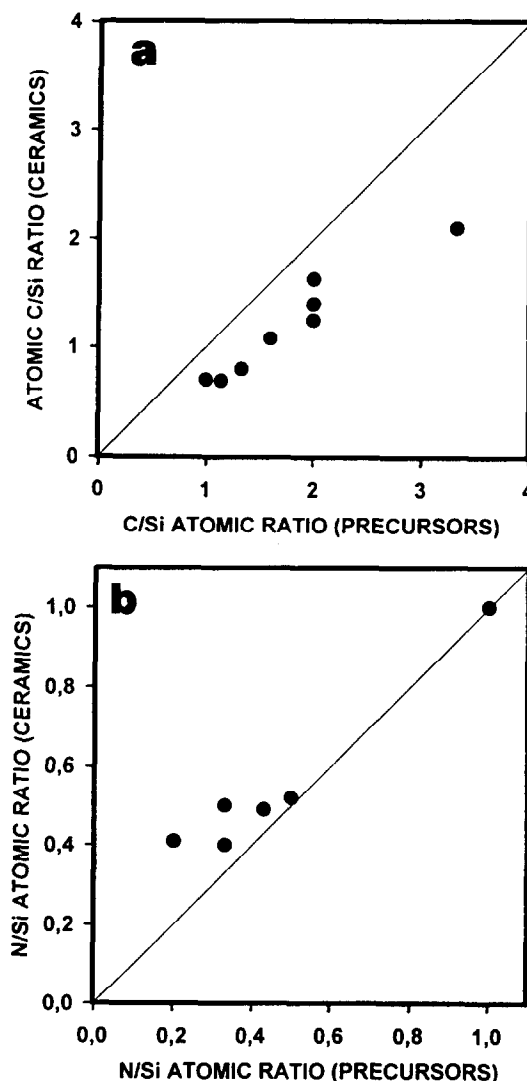 a
4
3
2
1
0
ATOMIC C/Si RATIO (CERAMICS)
0 1 2 3 4
C/Si ATOMIC RATIO (PRECURSORS)
b
1,0
0,8
0,6
0,4
0,2
0,0
N/Si ATOMIC RATIO (CERAMICS)
0,0 0,2 0,4 0,6 0,8 1,0
N/Si ATOMIC RATIO (PRECURSORS)